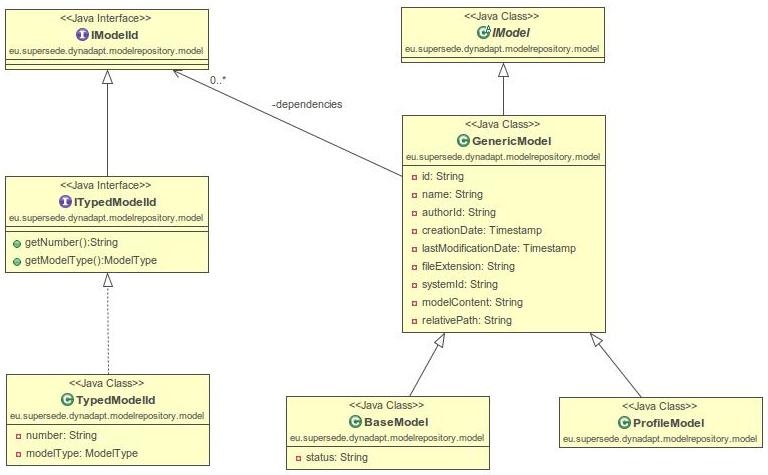 <<Java Interface>>
IModelId
eu.supersede.dynadapt.modelrepository.model
<<Java Class>>
IModel
eu.supersede.dynadapt.modelrepository.model
0..*
-dependencies
<<Java Class>>
GenericModel
eu.supersede.dynadapt.modelrepository.model
id: String
name: String
authorId: String
creationDate: Timestamp
lastModificationDate: Timestamp
fileExtension: String
systemId: String
modelContent: String
relativePath: String
<<Java Interface>>
ITypedModelId
eu.supersede.dynadapt.modelrepository.model
getNumber():String
getModelType():ModelType
<<Java Class>>
TypedModelId
eu.supersede.dynadapt.modelrepository.model
number: String
modelType: ModelType
<<Java Class>>
BaseModel
eu.supersede.dynadapt.modelrepository.model
status: String
<<Java Class>>
ProfileModel
eu.supersede.dynadapt.modelrepository.model